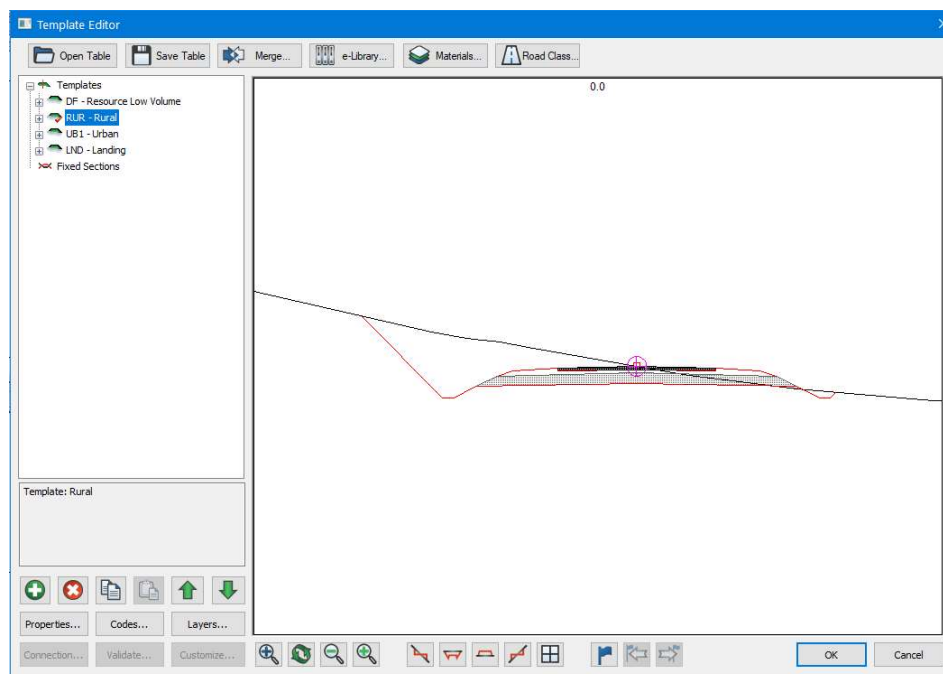 Template Editor
Open Table Save Table Merge... e-Library... Materials... Road Class...
Templates
DF - Resource Low Volume
RUR - Rural
UB1 - Urban
LND - Landing
Fixed Sections
0.0
Template: Rural
Properties... Codes... Layers...
Connection... Validate... Customize...
OK Cancel